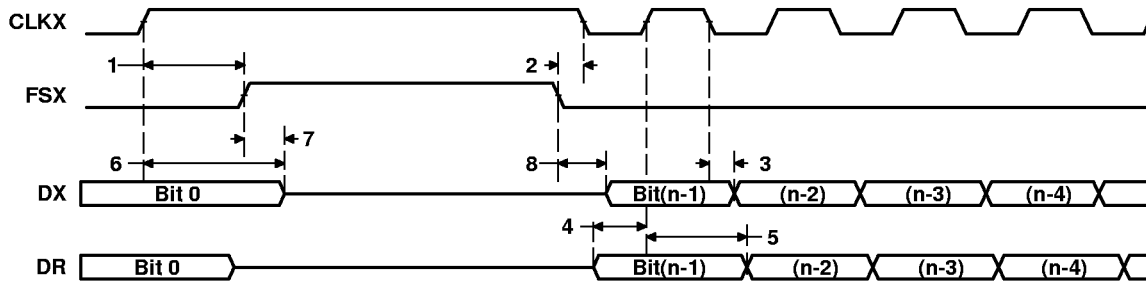 CLKX
1 2
FSX
7
6 8 3
DX Bit 0 Bit(n-1) (n-2) (n-3) (n-4)
4 5
DR Bit 0 Bit(n-1) (n-2) (n-3) (n-4)